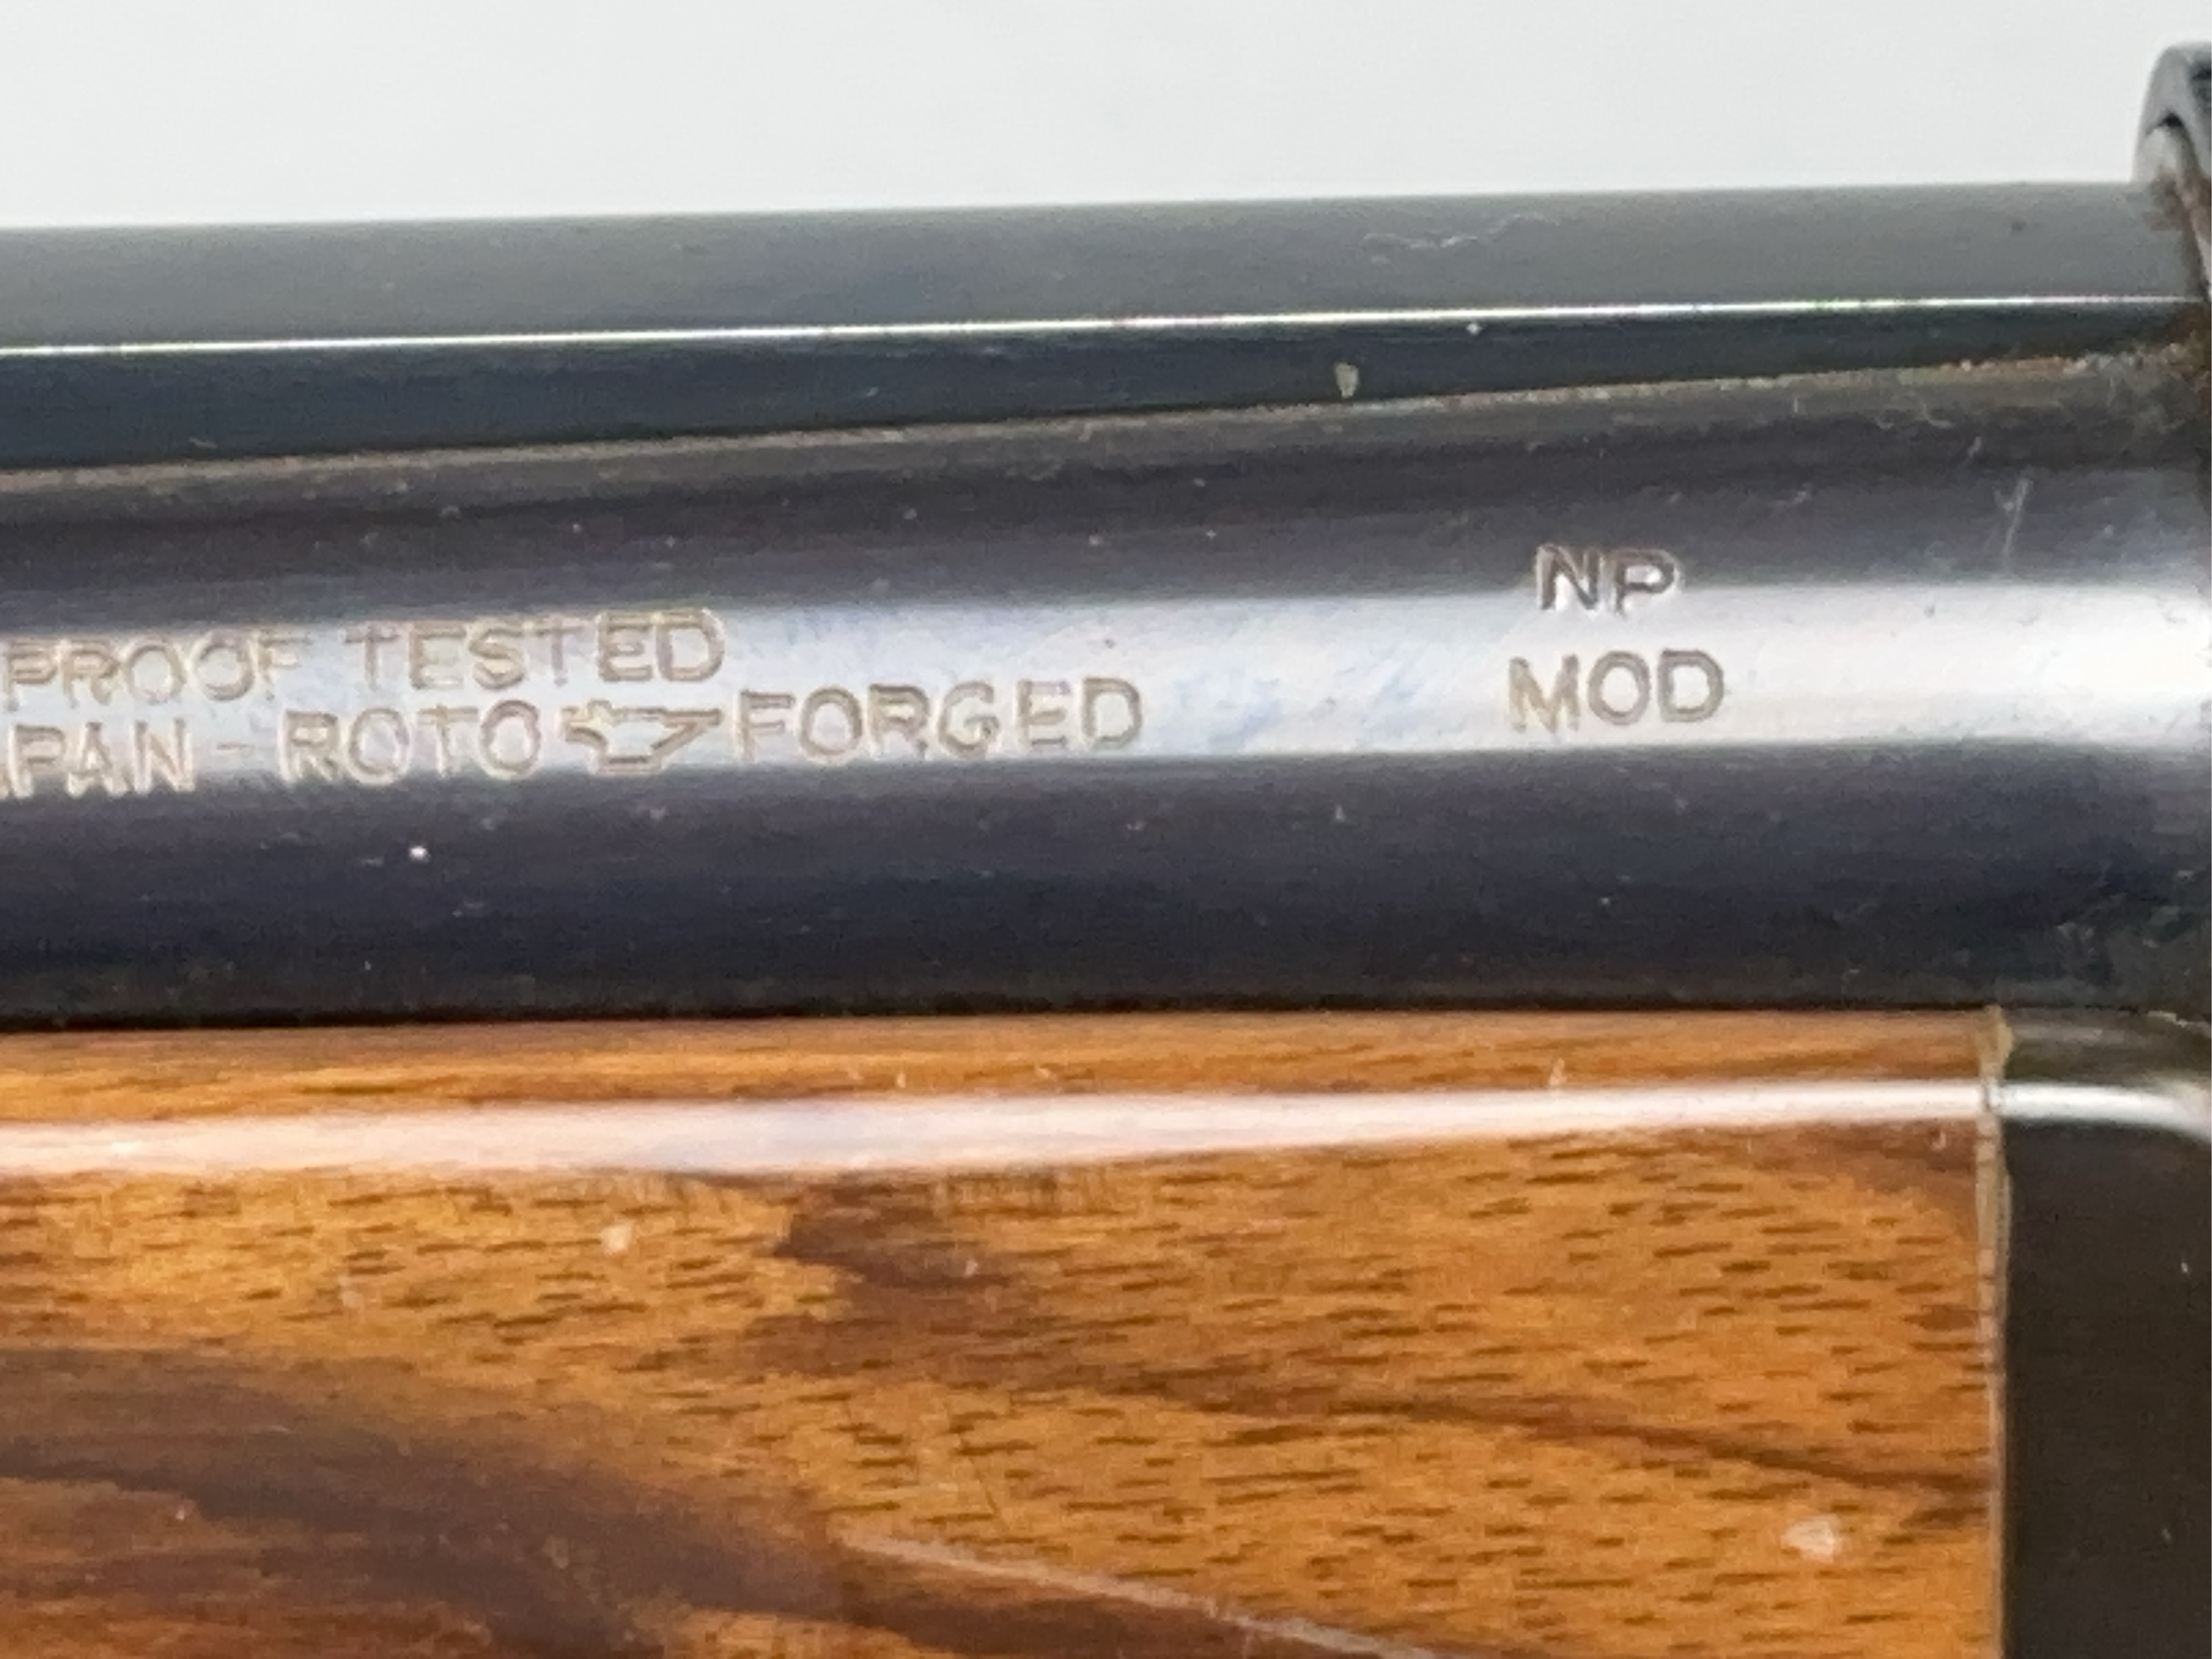 PROOF TESTED
APAN - ROTO FORGED
NP
MOD